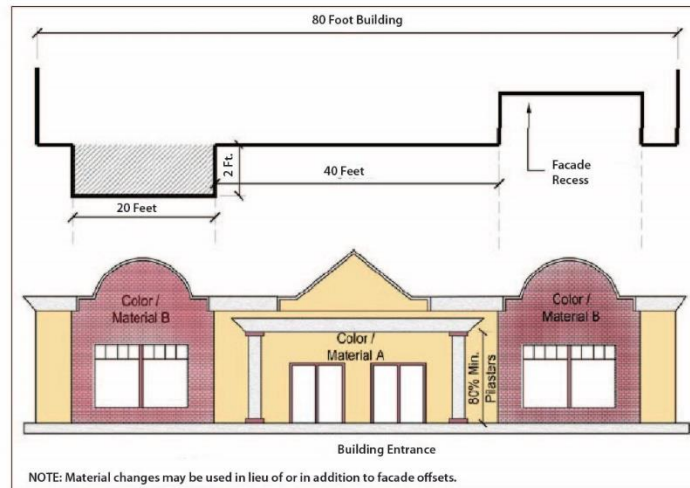 80 Foot Building
2 Ft.
40 Feet
Facade
Recess
20 Feet
Color /
Material B
Color /
Material A
80% Min.
Pilasters
Color /
Material B
Building Entrance
NOTE: Material changes may be used in lieu of or in addition to facade offsets.